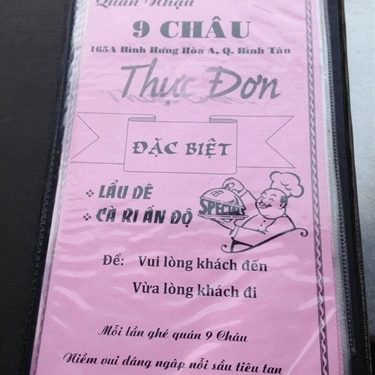 Quán Nhậu
9 CHÂU
165A Bình Hưng Hòa A, Q. Bình Tân
Thực Đơn
ĐẶC BIỆT
LẨU DÊ
CÀ RI ẤN ĐỘ
SPECIALS
Để: Vui lòng khách đến
Vừa lòng khách đi
Mỗi lần ghé quán 9 Châu
Niềm vui dâng ngập nỗi sầu tiêu tan